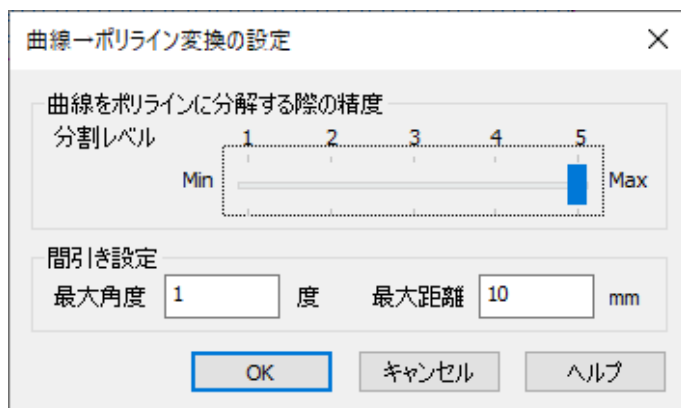 曲線→ポリライン変換の設定
曲線をポリラインに分解する際の精度
分割レベル 1 2 3 4 5
Min Max
間引き設定
最大角度 1 度 最大距離 10 mm
OK キャンセル ヘルプ